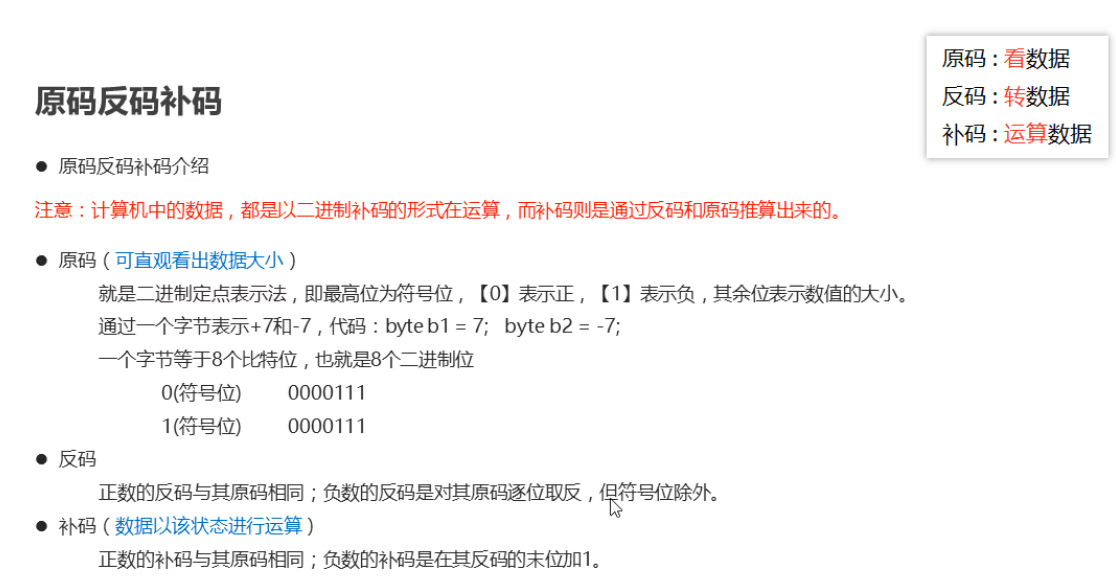 原码：看数据
反码：转数据
补码：运算数据
原码反码补码
● 原码反码补码介绍
注意：计算机中的数据，都是以二进制补码的形式在运算，而补码则是通过反码和原码推算出来的。
● 原码（可直观看出数据大小）
就是二进制定点表示法，即最高位为符号位，【0】表示正，【1】表示负，其余位表示数值的大小。
通过一个字节表示+7和-7，代码：byte b1 = 7; byte b2 = -7;
一个字节等于8个比特位，也就是8个二进制位
0(符号位) 0000111
1(符号位) 0000111
● 反码
正数的反码与其原码相同；负数的反码是对其原码逐位取反，但符号位除外。
● 补码（数据以该状态进行运算）
正数的补码与其原码相同；负数的补码是在其反码的末位加1。